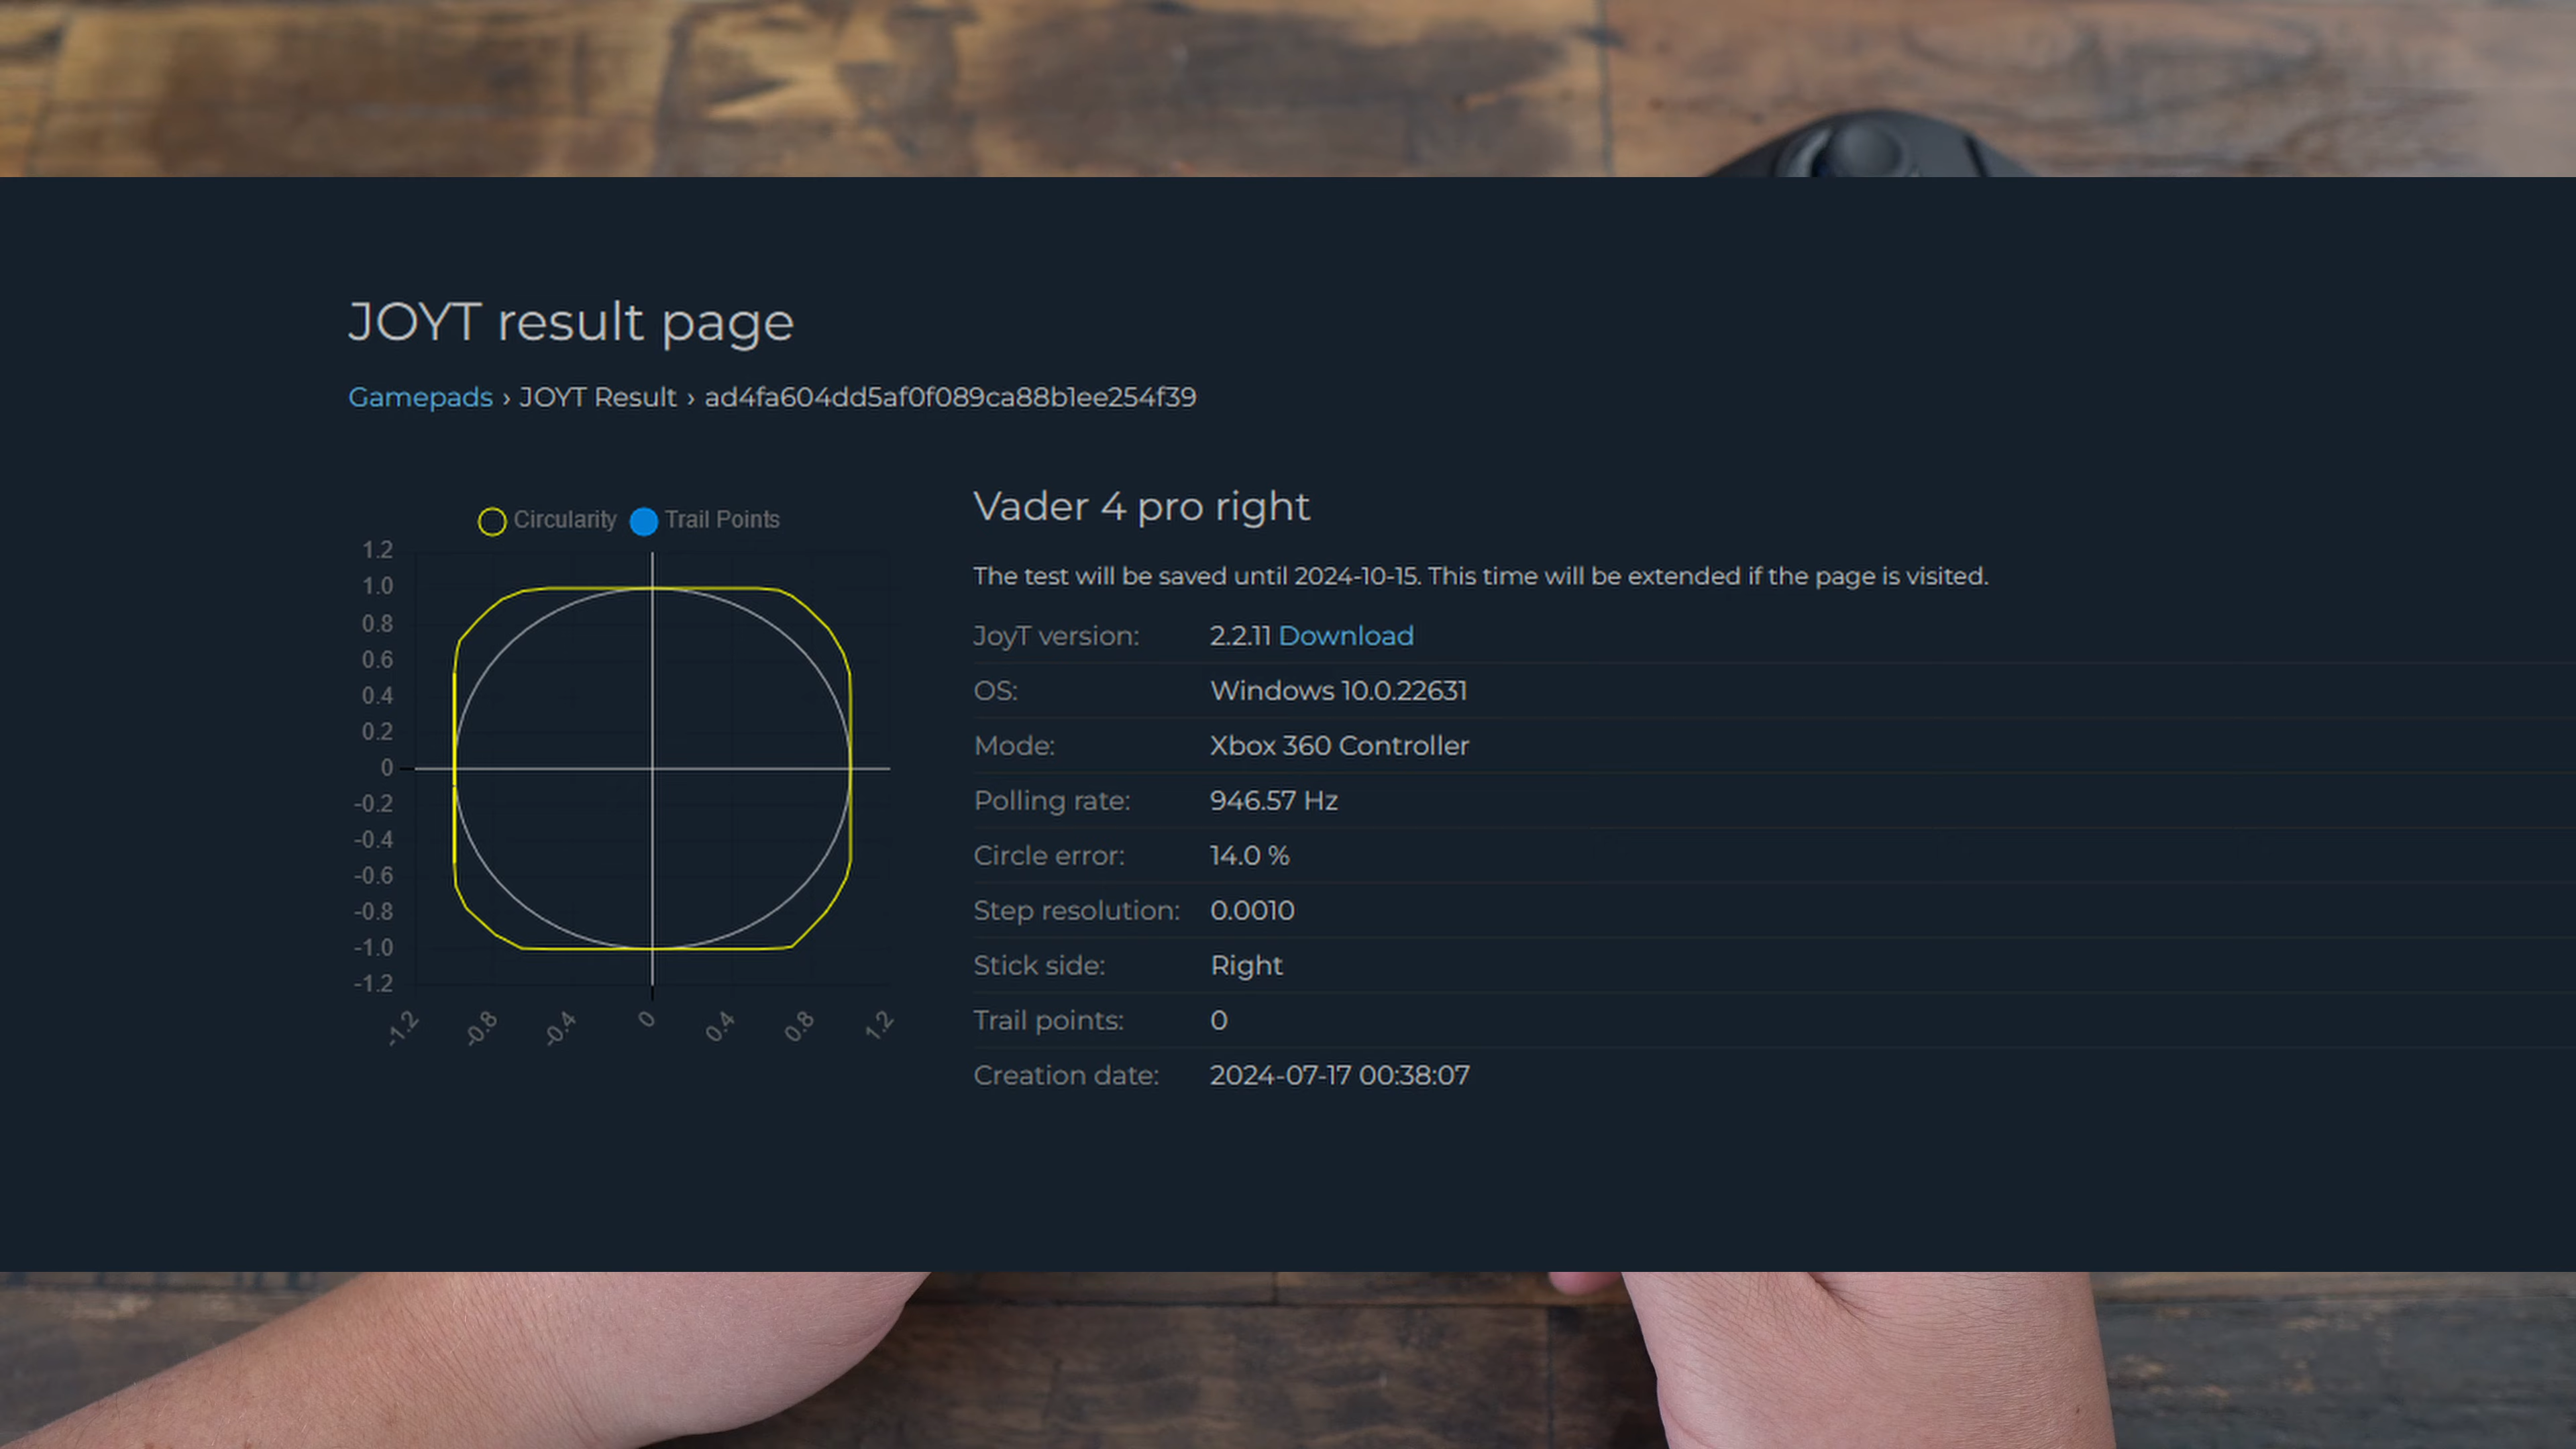 JOYT result page
Gamepads › JOYT Result › ad4fa604dd5af0f089ca88b1ee254f39
Circularity Trail Points
1.2
1.0
0.8
0.6
0.4
0.2
0
-0.2
-0.4
-0.6
-0.8
-1.0
-1.2
-1.2 -0.8 -0.4 0 0.4 0.8 1.2
Vader 4 pro right
The test will be saved until 2024-10-15. This time will be extended if the page is visited.
JoyT version: 2.2.11 Download
OS: Windows 10.0.22631
Mode: Xbox 360 Controller
Polling rate: 946.57 Hz
Circle error: 14.0 %
Step resolution: 0.0010
Stick side: Right
Trail points: 0
Creation date: 2024-07-17 00:38:07